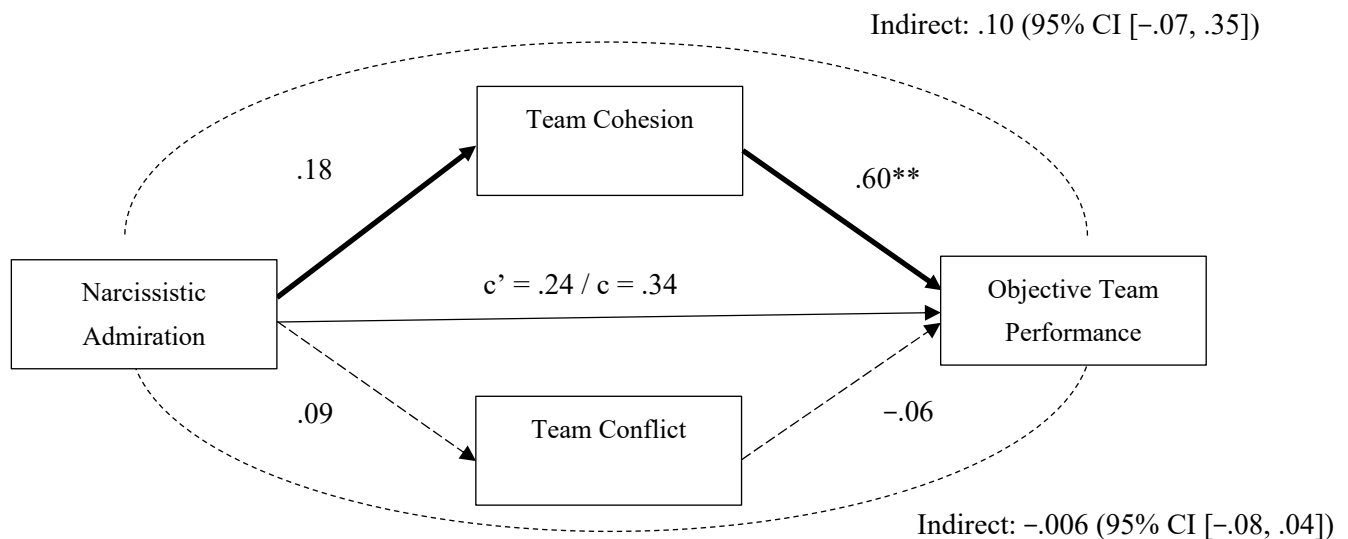 Indirect: .10 (95% CI [−.07, .35])
Team Cohesion
.18
.60**
Narcissistic
Admiration
c’ = .24 / c = .34
Objective Team
Performance
.09
Team Conflict
−.06
Indirect: −.006 (95% CI [−.08, .04])